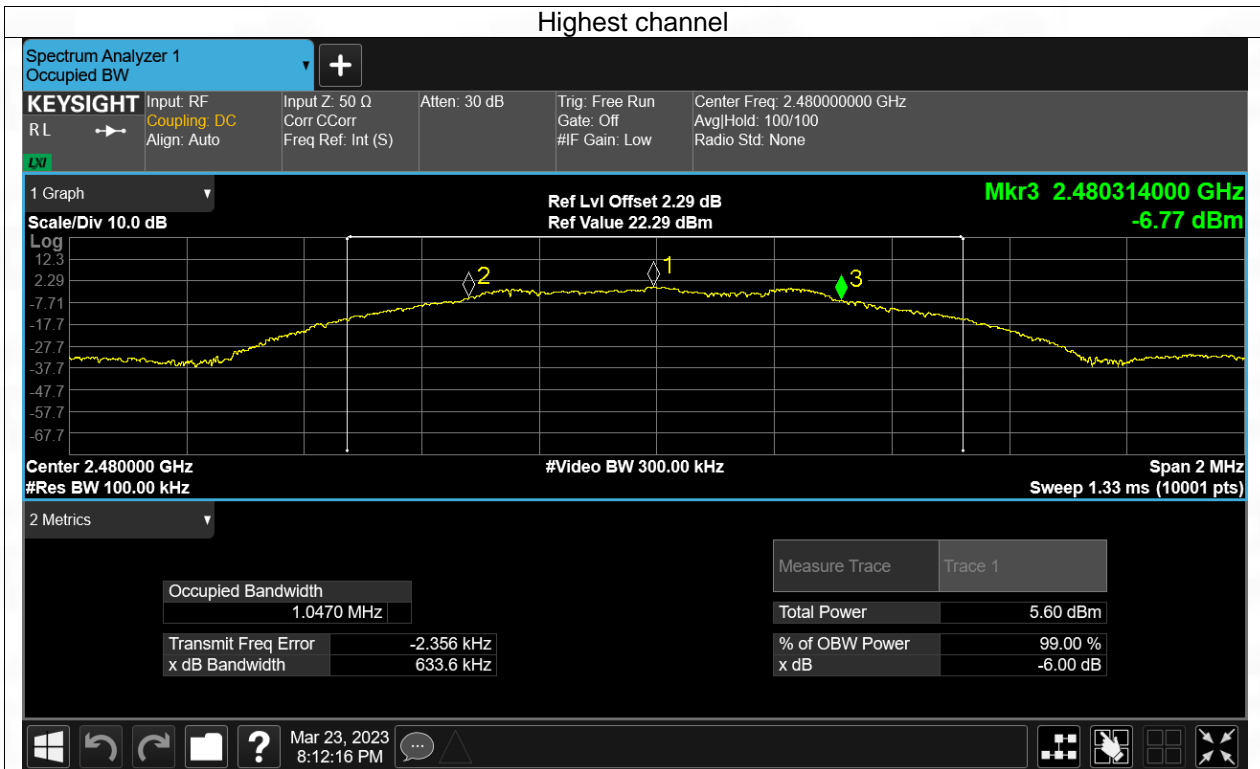 Highest channel
Spectrum Analyzer 1
Occupied BW
KEYSIGHT
R L
LXI
Input: RF
Coupling: DC
Align: Auto
Input Z: 50 Ω
Corr CCorr
Freq Ref: Int (S)
Atten: 30 dB
Trig: Free Run
Gate: Off
#IF Gain: Low
Center Freq: 2.480000000 GHz
Avg|Hold: 100/100
Radio Std: None
1 Graph
Scale/Div 10.0 dB
Ref Lvl Offset 2.29 dB
Ref Value 22.29 dBm
Mkr3 2.480314000 GHz
-6.77 dBm
Log
12.3
2.29
-7.71
-17.7
-27.7
-37.7
-47.7
-57.7
-67.7
2
1
3
Center 2.480000 GHz
#Video BW 300.00 kHz
Span 2 MHz
#Res BW 100.00 kHz
Sweep 1.33 ms (10001 pts)
2 Metrics
Measure Trace Trace 1
Occupied Bandwidth
1.0470 MHz
Total Power 5.60 dBm
Transmit Freq Error -2.356 kHz
% of OBW Power 99.00 %
x dB Bandwidth 633.6 kHz
x dB -6.00 dB
?
Mar 23, 2023
8:12:16 PM